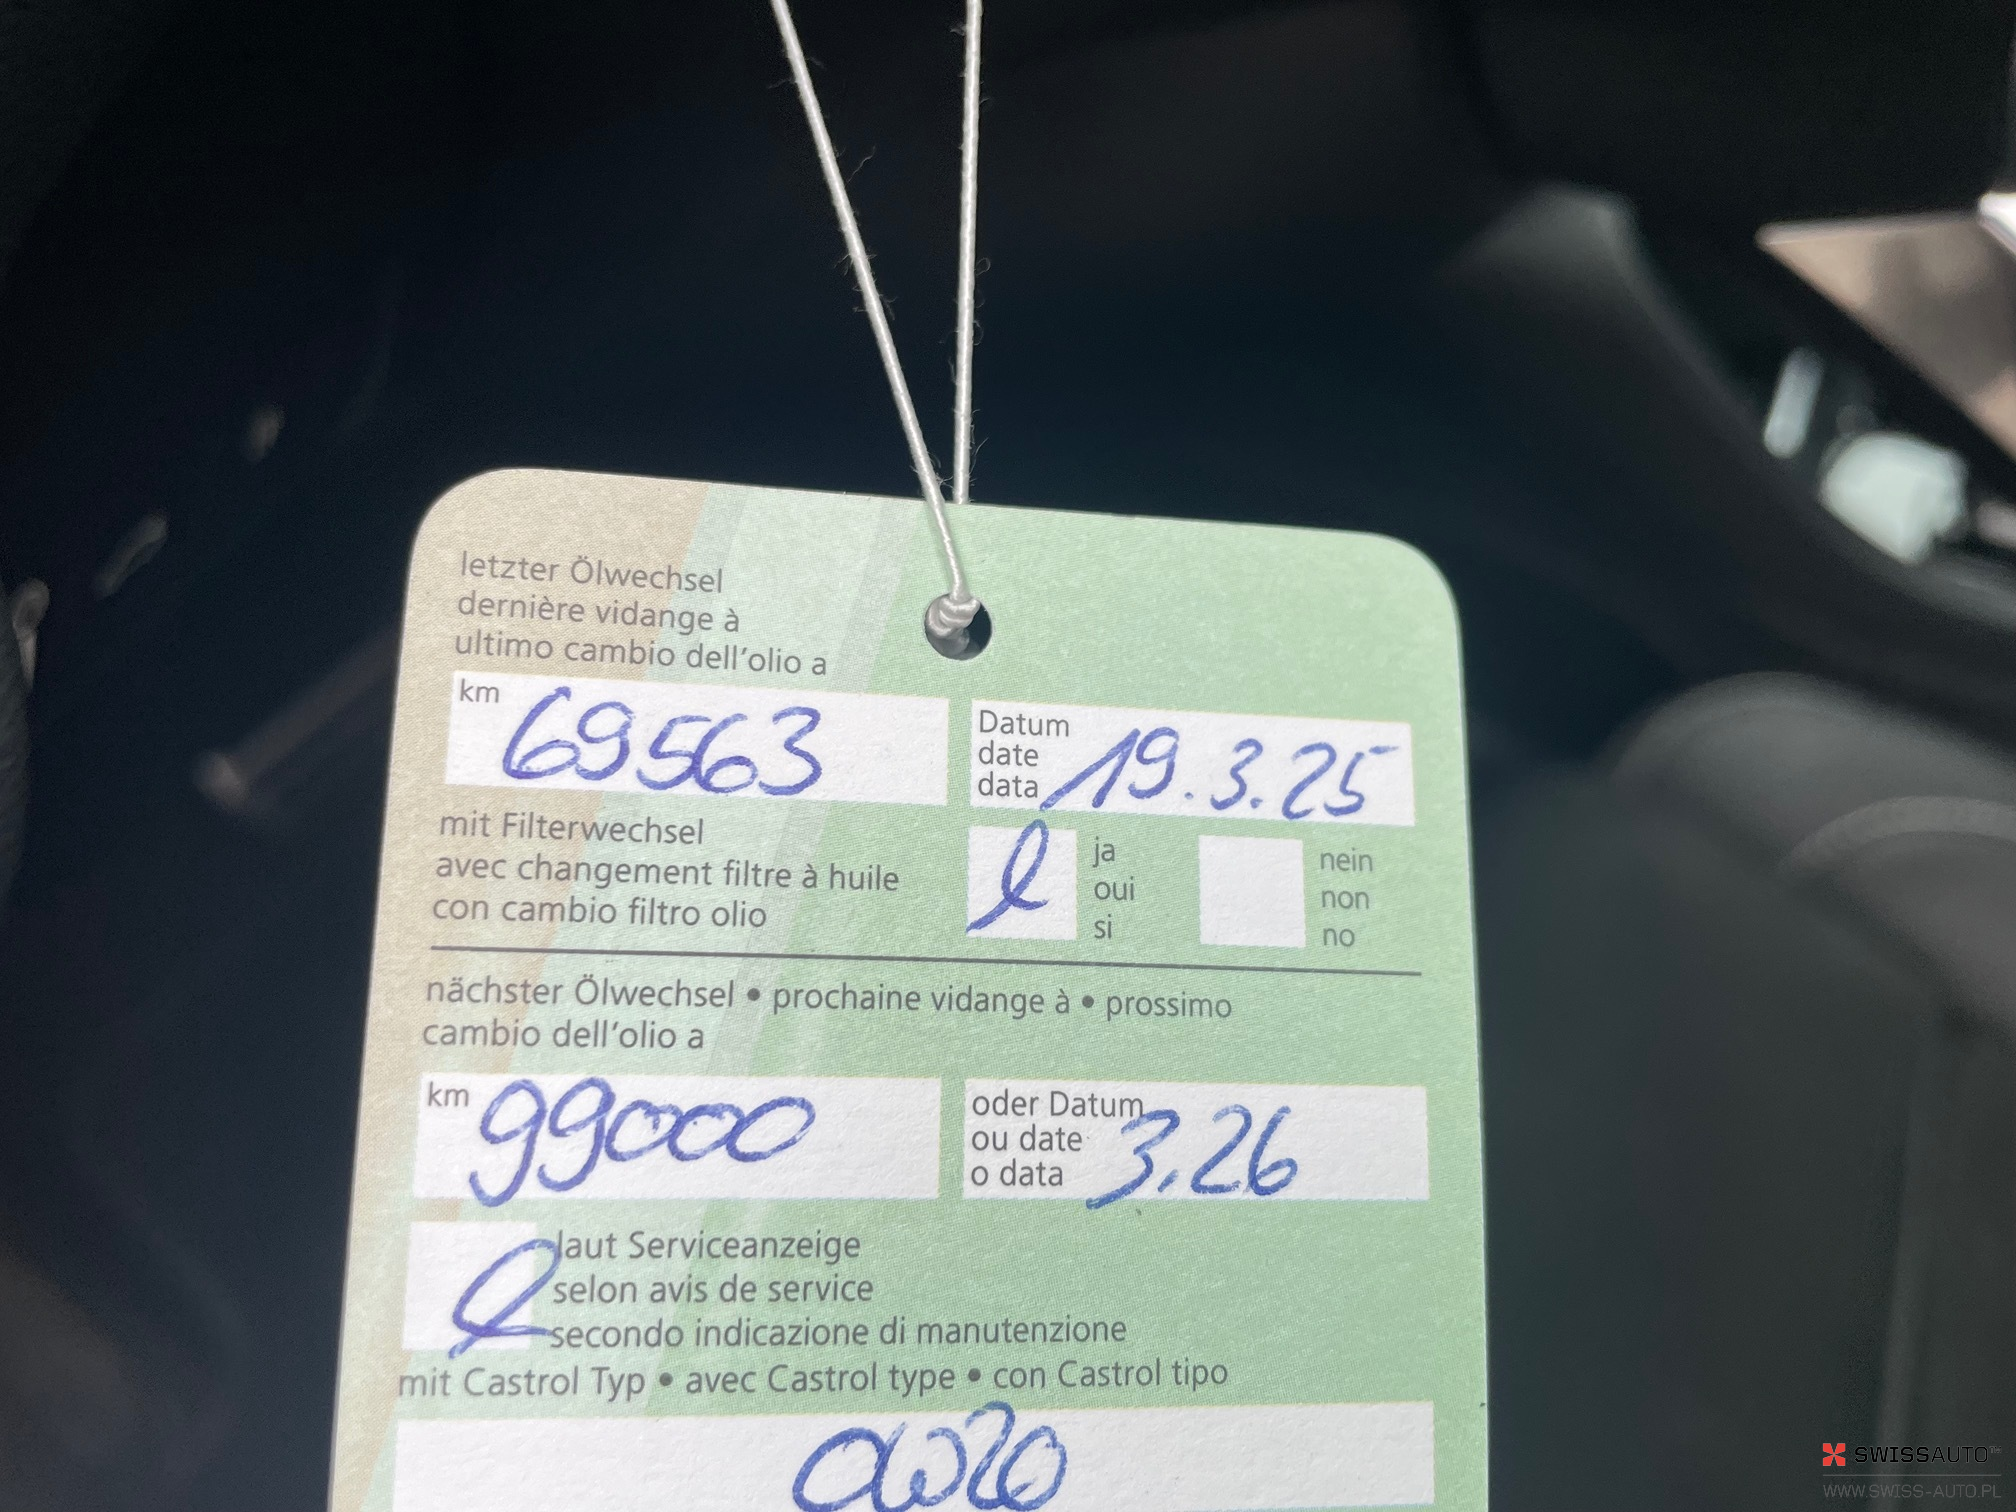 letzter Ölwechsel
dernière vidange à
ultimo cambio dell'olio a
km 69563
Datum 19.3.25
date
data
mit Filterwechsel
avec changement filtre à huile
con cambio filtro olio
ja
oui
si
nein
non
no
nächster Ölwechsel • prochaine vidange à • prossimo
cambio dell'olio a
km 99000
oder Datum 3.26
ou date
o data
laut Serviceanzeige
selon avis de service
secondo indicazione di manutenzione
mit Castrol Typ • avec Castrol type • con Castrol tipo
SWISSAUTO
WWW.SWISS-AUTO.PL